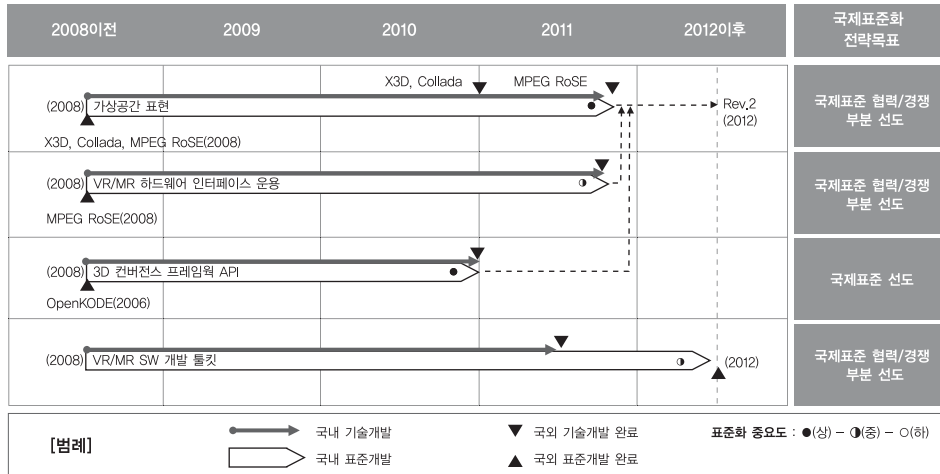 2008이전 2009 2010 2011 2012이후 국제표준화
전략목표
X3D, Collada MPEG RoSE
(2008) 가상공간 표현 Rev.2
(2012)
X3D, Collada, MPEG RoSE(2008)
국제표준 협력/경쟁
부분 선도
(2008) VR/MR 하드웨어 인터페이스 운용
MPEG RoSE(2008)
국제표준 협력/경쟁
부분 선도
(2008) 3D 컨버전스 프레임웍 API
OpenKODE(2006)
국제표준 선도
(2008) VR/MR SW 개발 툴킷 (2012)
국제표준 협력/경쟁
부분 선도
[범례]
국내 기술개발 국외 기술개발 완료 표준화 중요도 : ●(상) – ◑(중) – ○(하)
국내 표준개발 국외 표준개발 완료